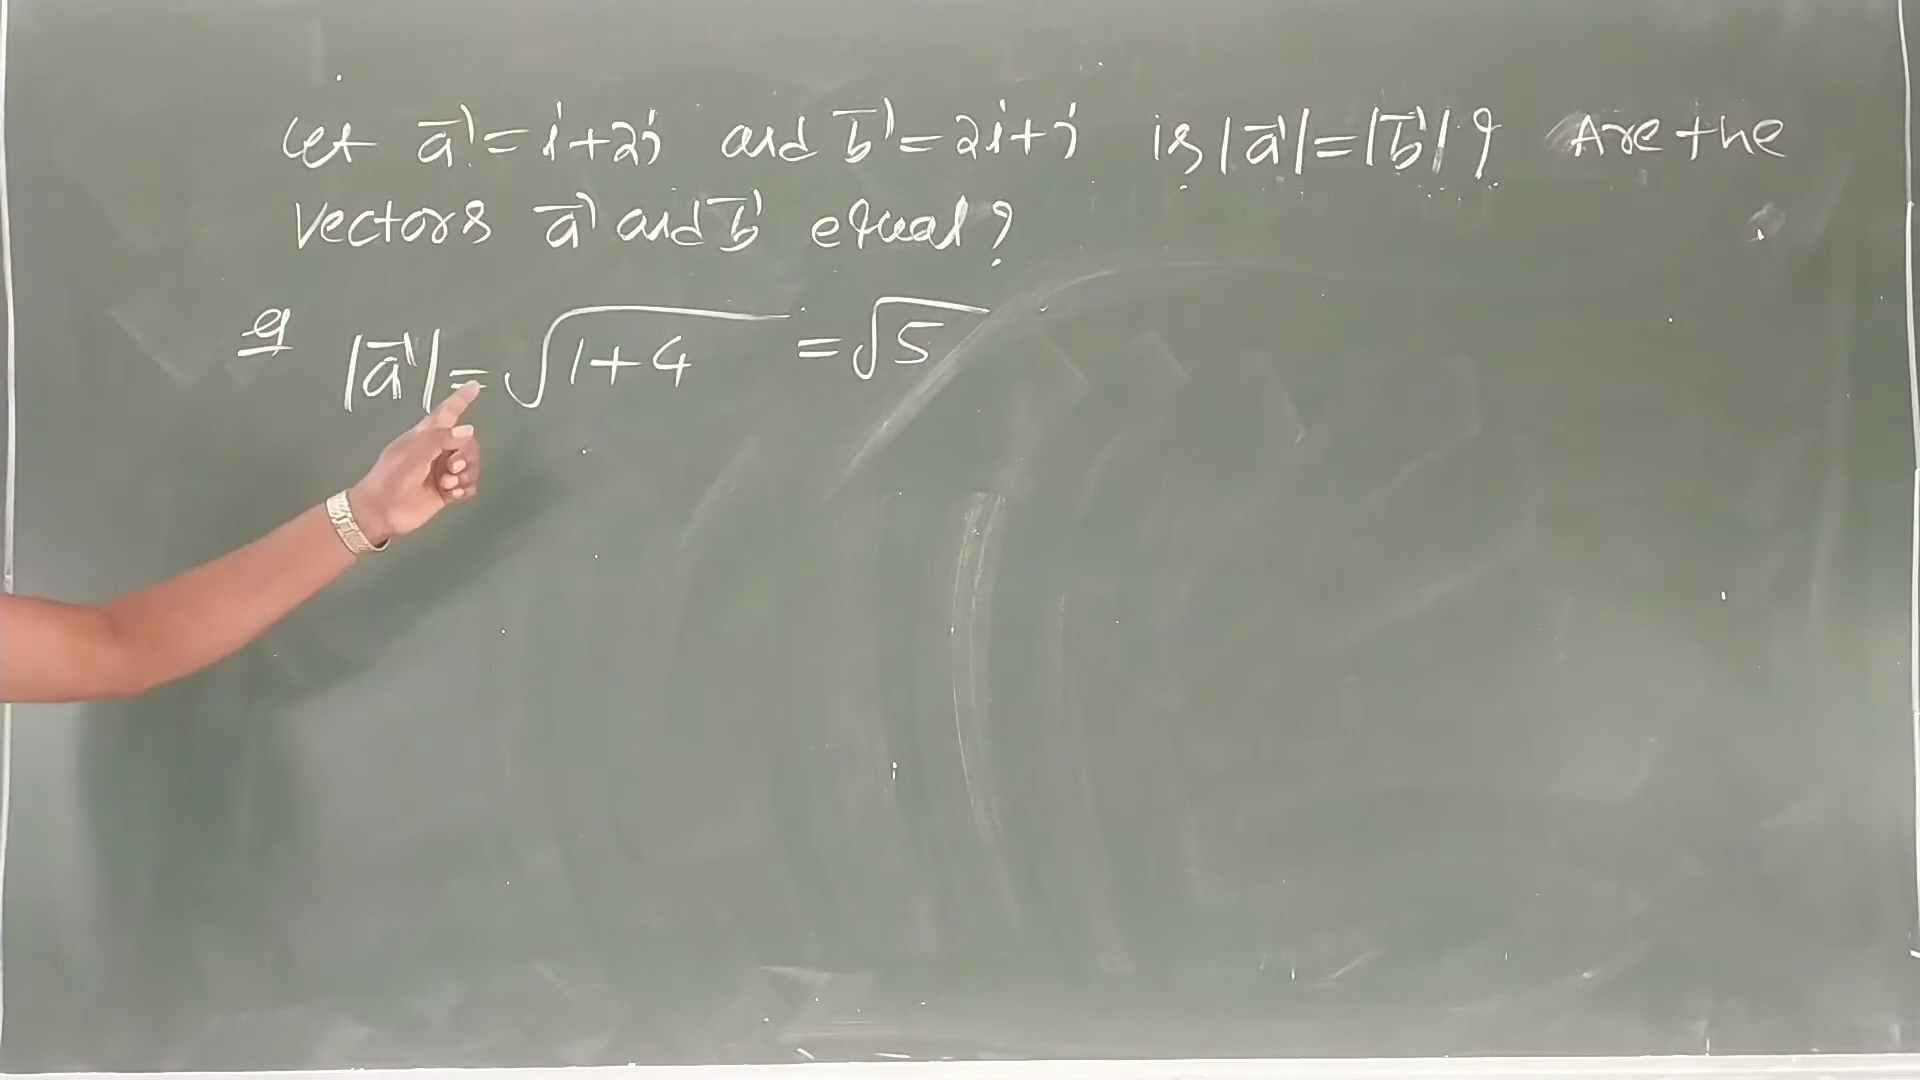 Let a⃗ = i+2j and b⃗ = 2i+j is |a⃗|=|b⃗|? Are the
vectors a⃗ and b⃗ equal?
|a⃗| = √1+4 = √5